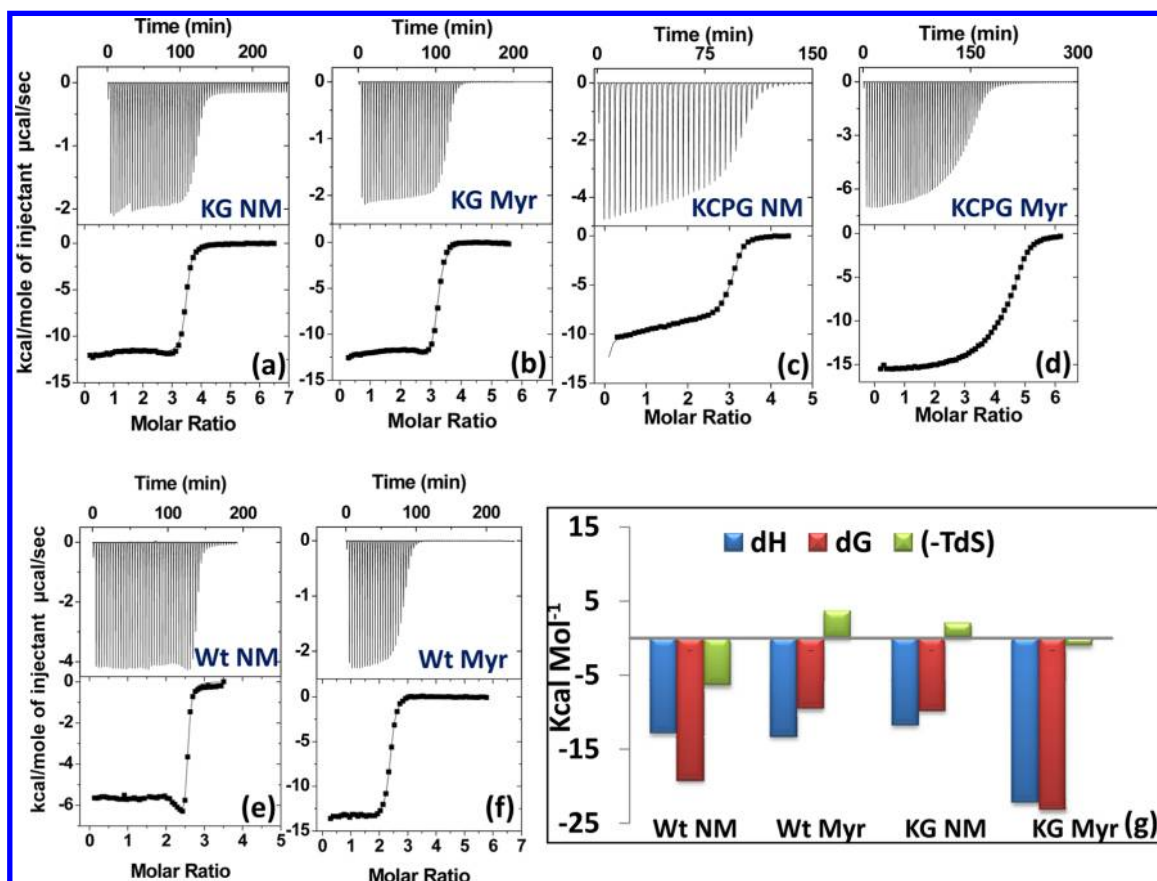 Time (min)
0 100 200
0
-1
-2
KG NM
0
-5
-10
-15
(a)
0 1 2 3 4 5 6 7
Molar Ratio
kcal/mole of injectant μcal/sec
Time (min)
0 100 200
0
-1
-2
KG Myr
0
-5
-10
-15
(b)
0 1 2 3 4 5 6 7
Molar Ratio
Time (min)
0 75 150
0
-2
-4
KCPG NM
0
-5
-10
-15
(c)
0 1 2 3 4 5
Molar Ratio
Time (min)
0 150 300
0
-3
-6
KCPG Myr
0
-5
-10
-15
(d)
0 1 2 3 4 5 6
Molar Ratio
Time (min)
0 100 200
0
-2
-4
Wt NM
0
-2
-4
-6
(e)
0 1 2 3 4 5
Molar Ratio
kcal/mole of injectant μcal/sec
Time (min)
0 100 200
0
-1
-2
Wt Myr
0
-5
-10
-15
(f)
0 1 2 3 4 5 6 7
Molar Ratio
15
5
-5
-15
-25
Kcal Mol-1
dH dG (-TdS)
Wt NM Wt Myr KG NM KG Myr (g)